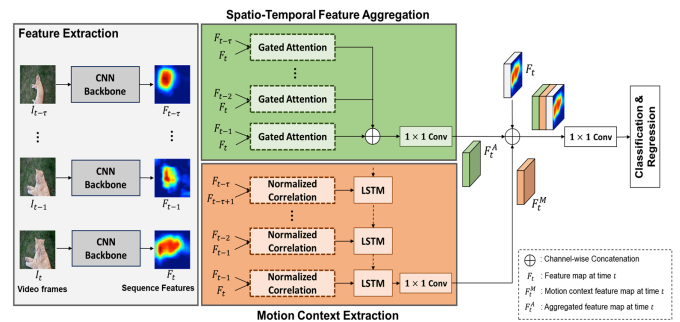 Spatio-Temporal Feature Aggregation
Feature Extraction
CNN
Backbone
I_{t-τ}
F_{t-τ}
CNN
Backbone
I_{t-1}
F_{t-1}
CNN
Backbone
I_t
F_t
Video frames
Sequence Features
F_{t-τ}
F_t
Gated Attention
F_{t-2}
F_t
Gated Attention
F_{t-1}
F_t
Gated Attention
1 × 1 Conv
F_{t-τ}
F_{t-τ+1}
Normalized
Correlation
LSTM
F_{t-2}
F_{t-1}
Normalized
Correlation
LSTM
F_{t-1}
F_t
Normalized
Correlation
LSTM
1 × 1 Conv
Motion Context Extraction
F_t
F_t^A
F_t^M
1 × 1 Conv
Classification &
Regression
: Channel-wise Concatenation
F_t : Feature map at time t
F_t^M : Motion context feature map at time t
F_t^A : Aggregated feature map at time t